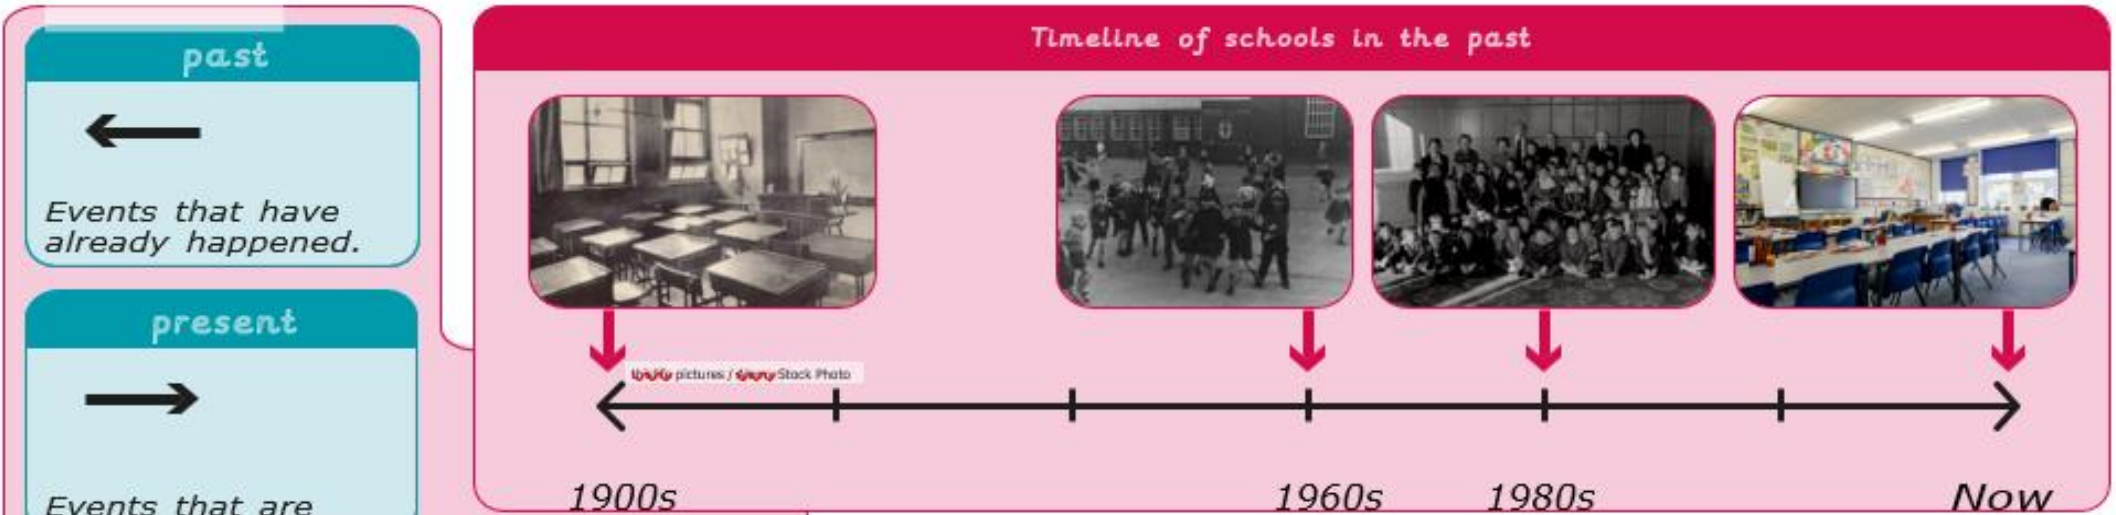 past
Events that have
already happened.
present
Events that are
Timeline of schools in the past
pictures / Stock Photo
1900s
1960s
1980s
Now